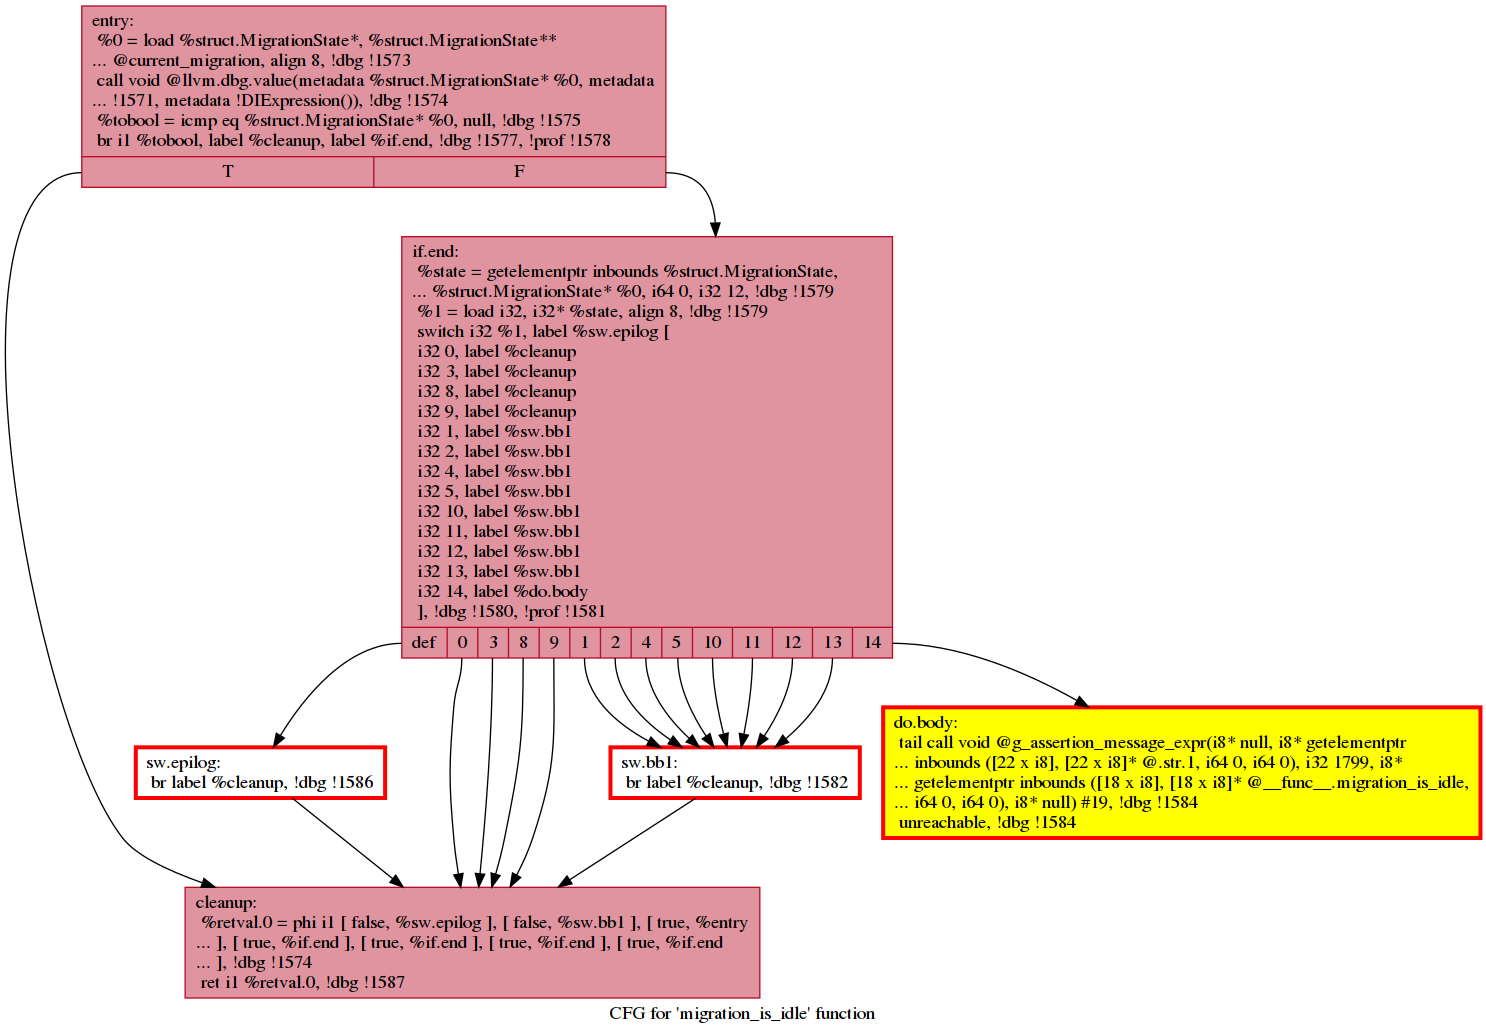 entry:
%0 = load %struct.MigrationState*, %struct.MigrationState**
... @current_migration, align 8, !dbg !1573
call void @llvm.dbg.value(metadata %struct.MigrationState* %0, metadata
... !1571, metadata !DIExpression()), !dbg !1574
%tobool = icmp eq %struct.MigrationState* %0, null, !dbg !1575
br i1 %tobool, label %cleanup, label %if.end, !dbg !1577, !prof !1578
T F
if.end:
%state = getelementptr inbounds %struct.MigrationState,
... %struct.MigrationState* %0, i64 0, i32 12, !dbg !1579
%1 = load i32, i32* %state, align 8, !dbg !1579
switch i32 %1, label %sw.epilog [
i32 0, label %cleanup
i32 3, label %cleanup
i32 8, label %cleanup
i32 9, label %cleanup
i32 1, label %sw.bb1
i32 2, label %sw.bb1
i32 4, label %sw.bb1
i32 5, label %sw.bb1
i32 10, label %sw.bb1
i32 11, label %sw.bb1
i32 12, label %sw.bb1
i32 13, label %sw.bb1
i32 14, label %do.body
], !dbg !1580, !prof !1581
def 0 3 8 9 1 2 4 5 10 11 12 13 14
sw.epilog:
br label %cleanup, !dbg !1586
sw.bb1:
br label %cleanup, !dbg !1582
do.body:
tail call void @g_assertion_message_expr(i8* null, i8* getelementptr
... inbounds ([22 x i8], [22 x i8]* @.str.1, i64 0, i64 0), i32 1799, i8*
... getelementptr inbounds ([18 x i8], [18 x i8]* @__func__.migration_is_idle,
... i64 0, i64 0), i8* null) #19, !dbg !1584
unreachable, !dbg !1584
cleanup:
%retval.0 = phi i1 [ false, %sw.epilog ], [ false, %sw.bb1 ], [ true, %entry
... ], [ true, %if.end ], [ true, %if.end ], [ true, %if.end ], [ true, %if.end
... ], !dbg !1574
ret i1 %retval.0, !dbg !1587
CFG for 'migration_is_idle' function